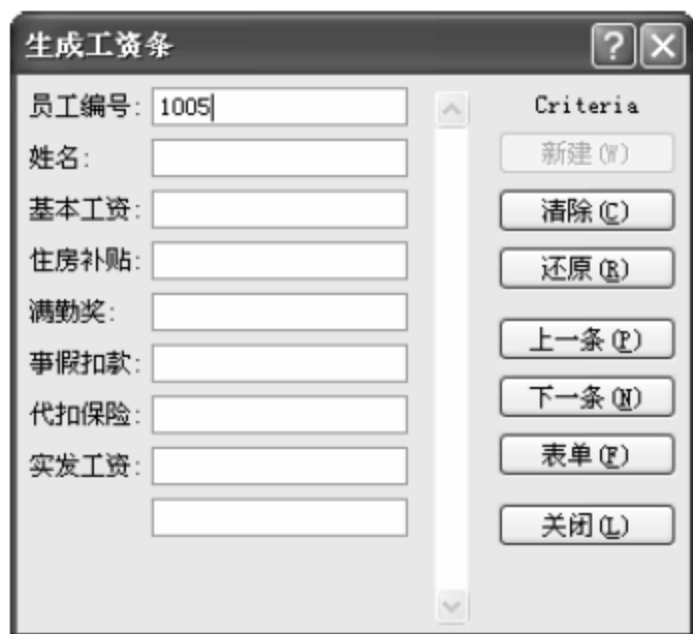 生成工资条
员工编号: 1005
姓名:
基本工资:
住房补贴:
满勤奖:
事假扣款:
代扣保险:
实发工资:
Criteria
新建(W)
清除(C)
还原(R)
上一条(P)
下一条(N)
表单(F)
关闭(L)